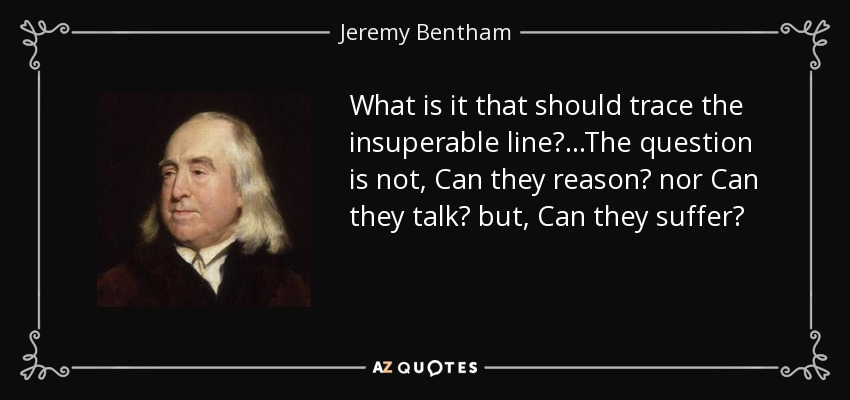 Jeremy Bentham
What is it that should trace the
insuperable line?...The question
is not, Can they reason? nor Can
they talk? but, Can they suffer?
AZ QUOTES